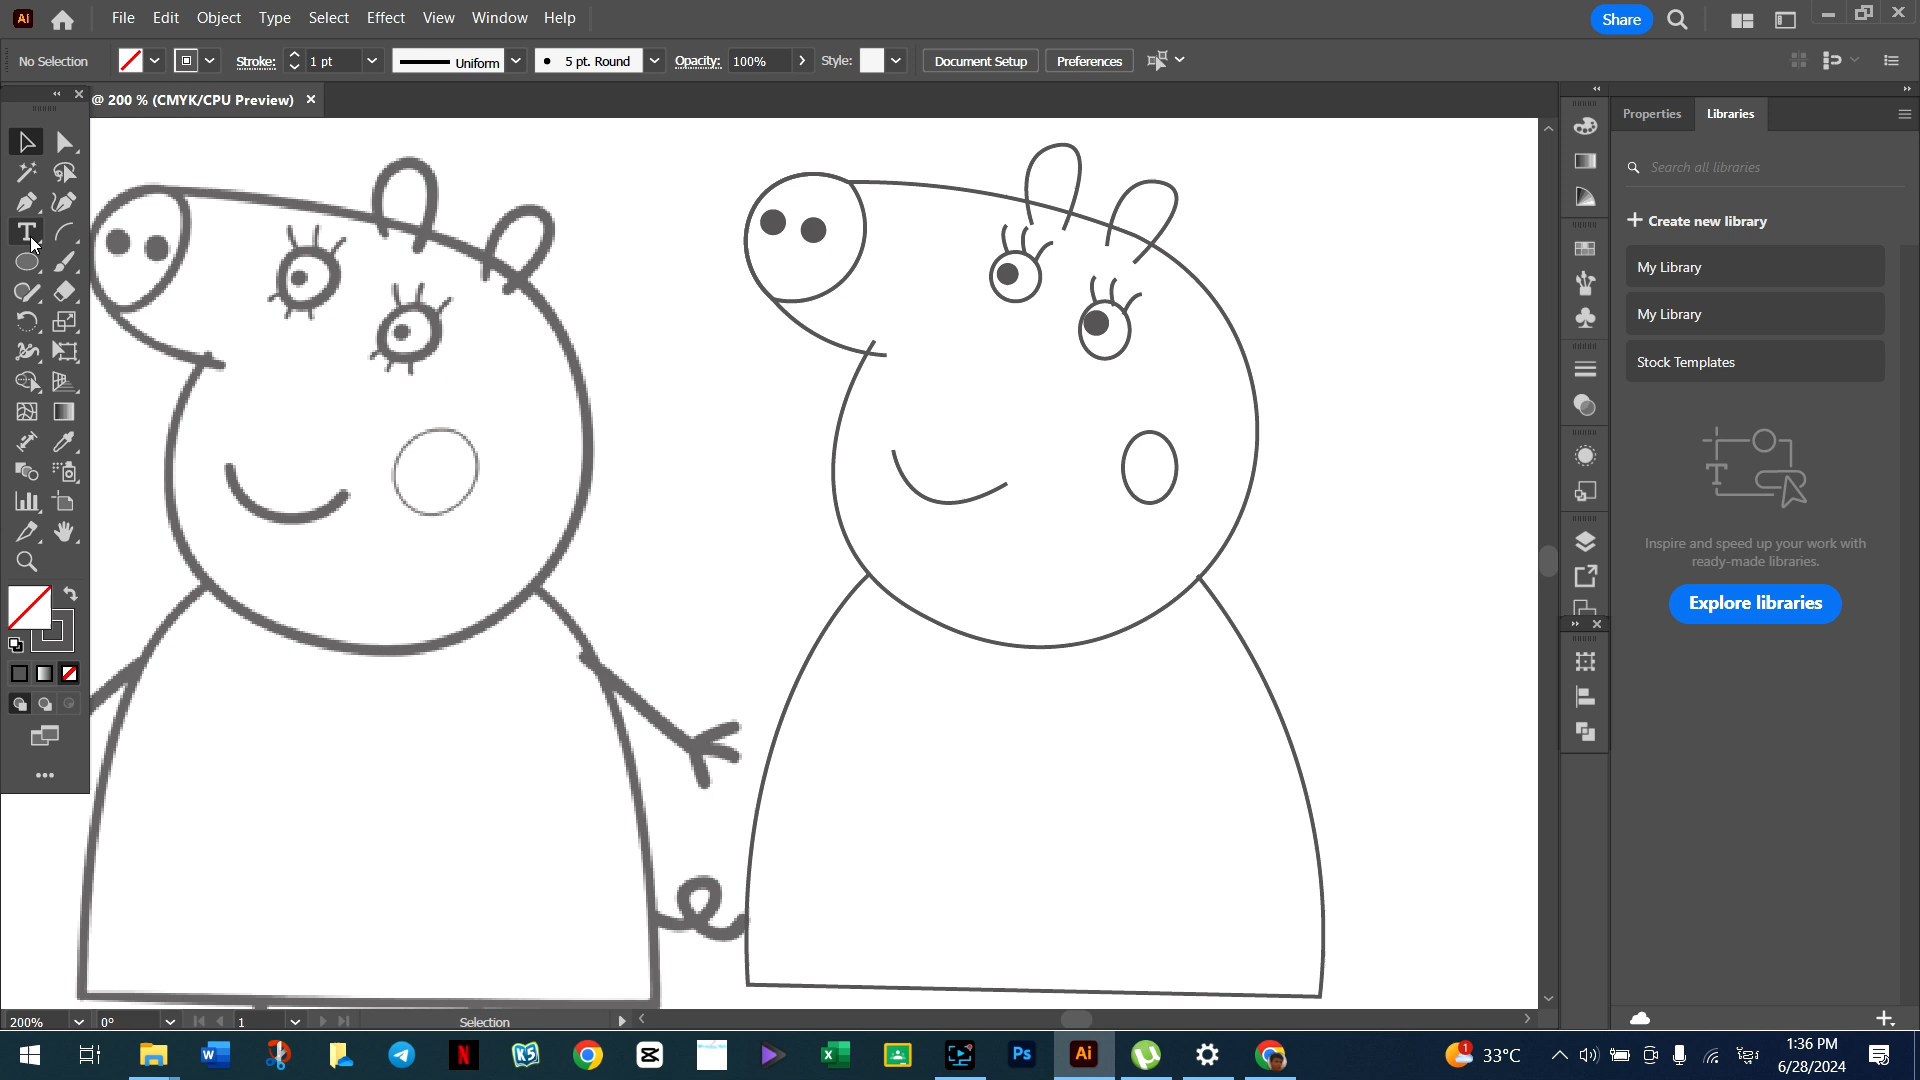 Ai File Edit Object Type Select Effect View Window Help Share
No Selection Stroke: 1 pt Uniform 5 pt. Round Opacity: 100% Style: Document Setup Preferences
@ 200 % (CMYK/CPU Preview)
Properties Libraries
Search all libraries
Create new library
My Library
My Library
Stock Templates
Inspire and speed up your work with
ready-made libraries.
Explore libraries
200% 0° 1 Selection
33°C
1:36 PM
6/28/2024